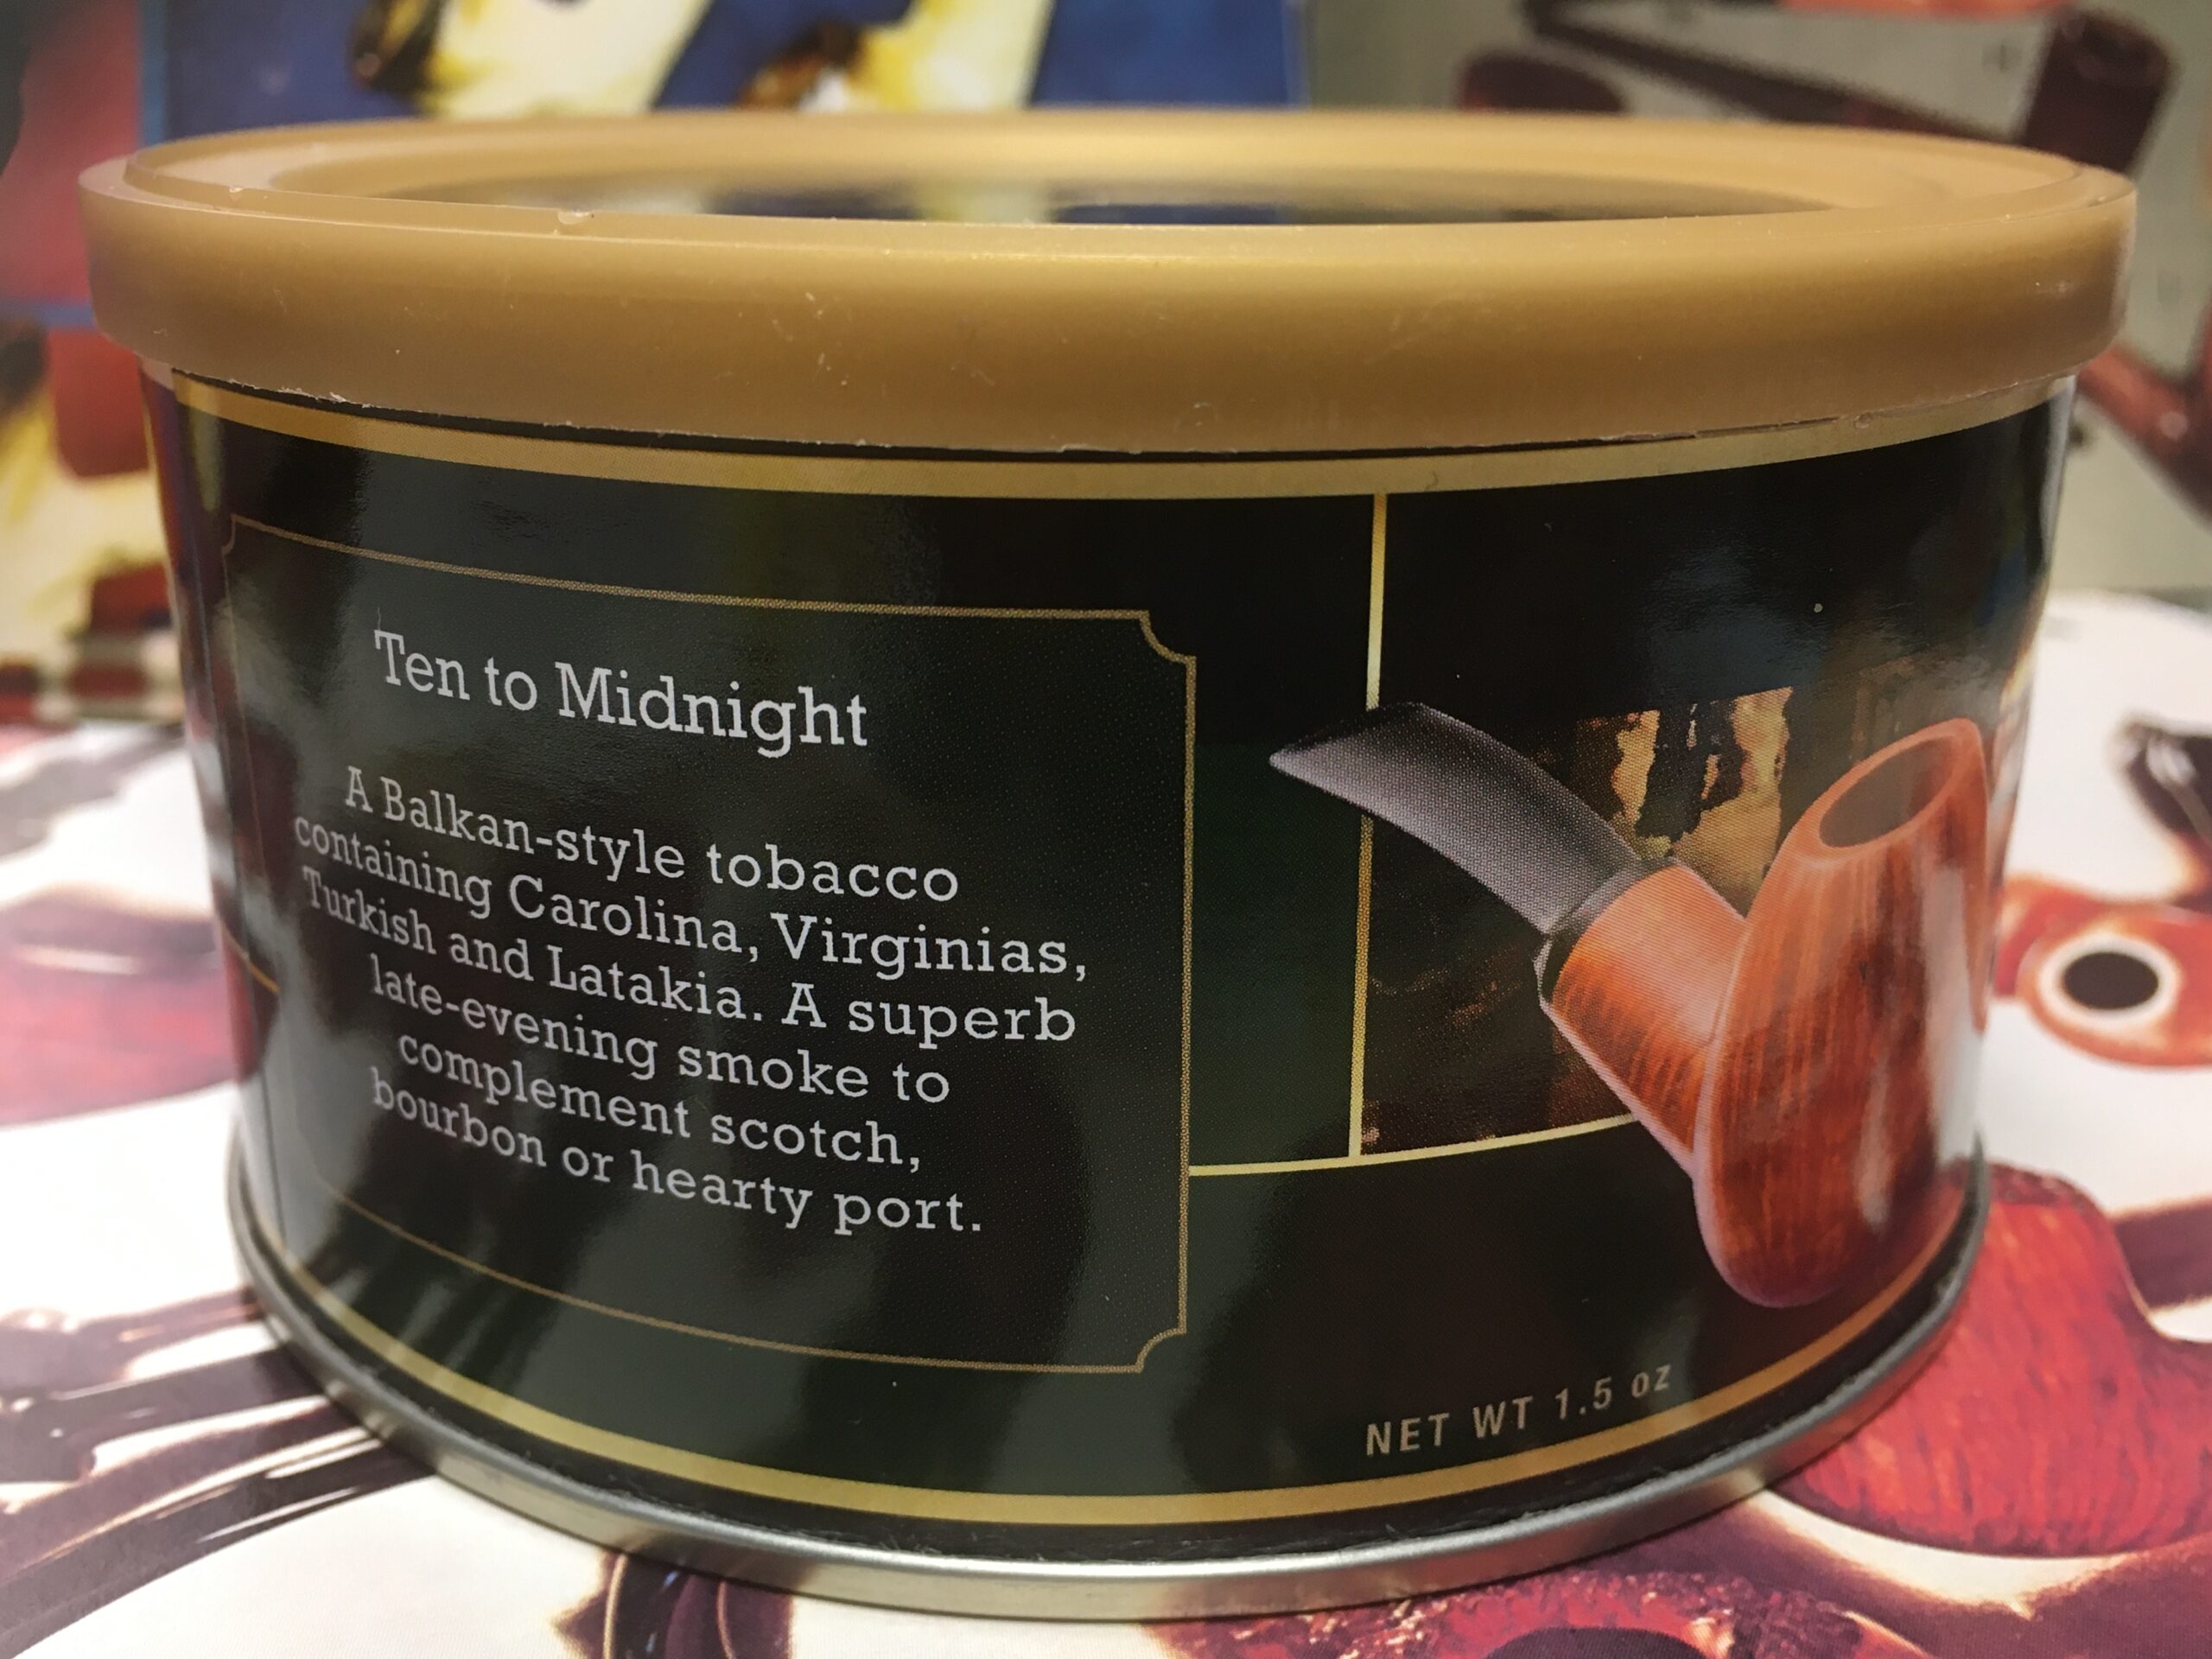 Ten to Midnight
A Balkan-style tobacco
containing Carolina, Virginias,
Turkish and Latakia. A superb
late-evening smoke to
complement scotch,
bourbon or hearty port.
NET WT 1.5 oz